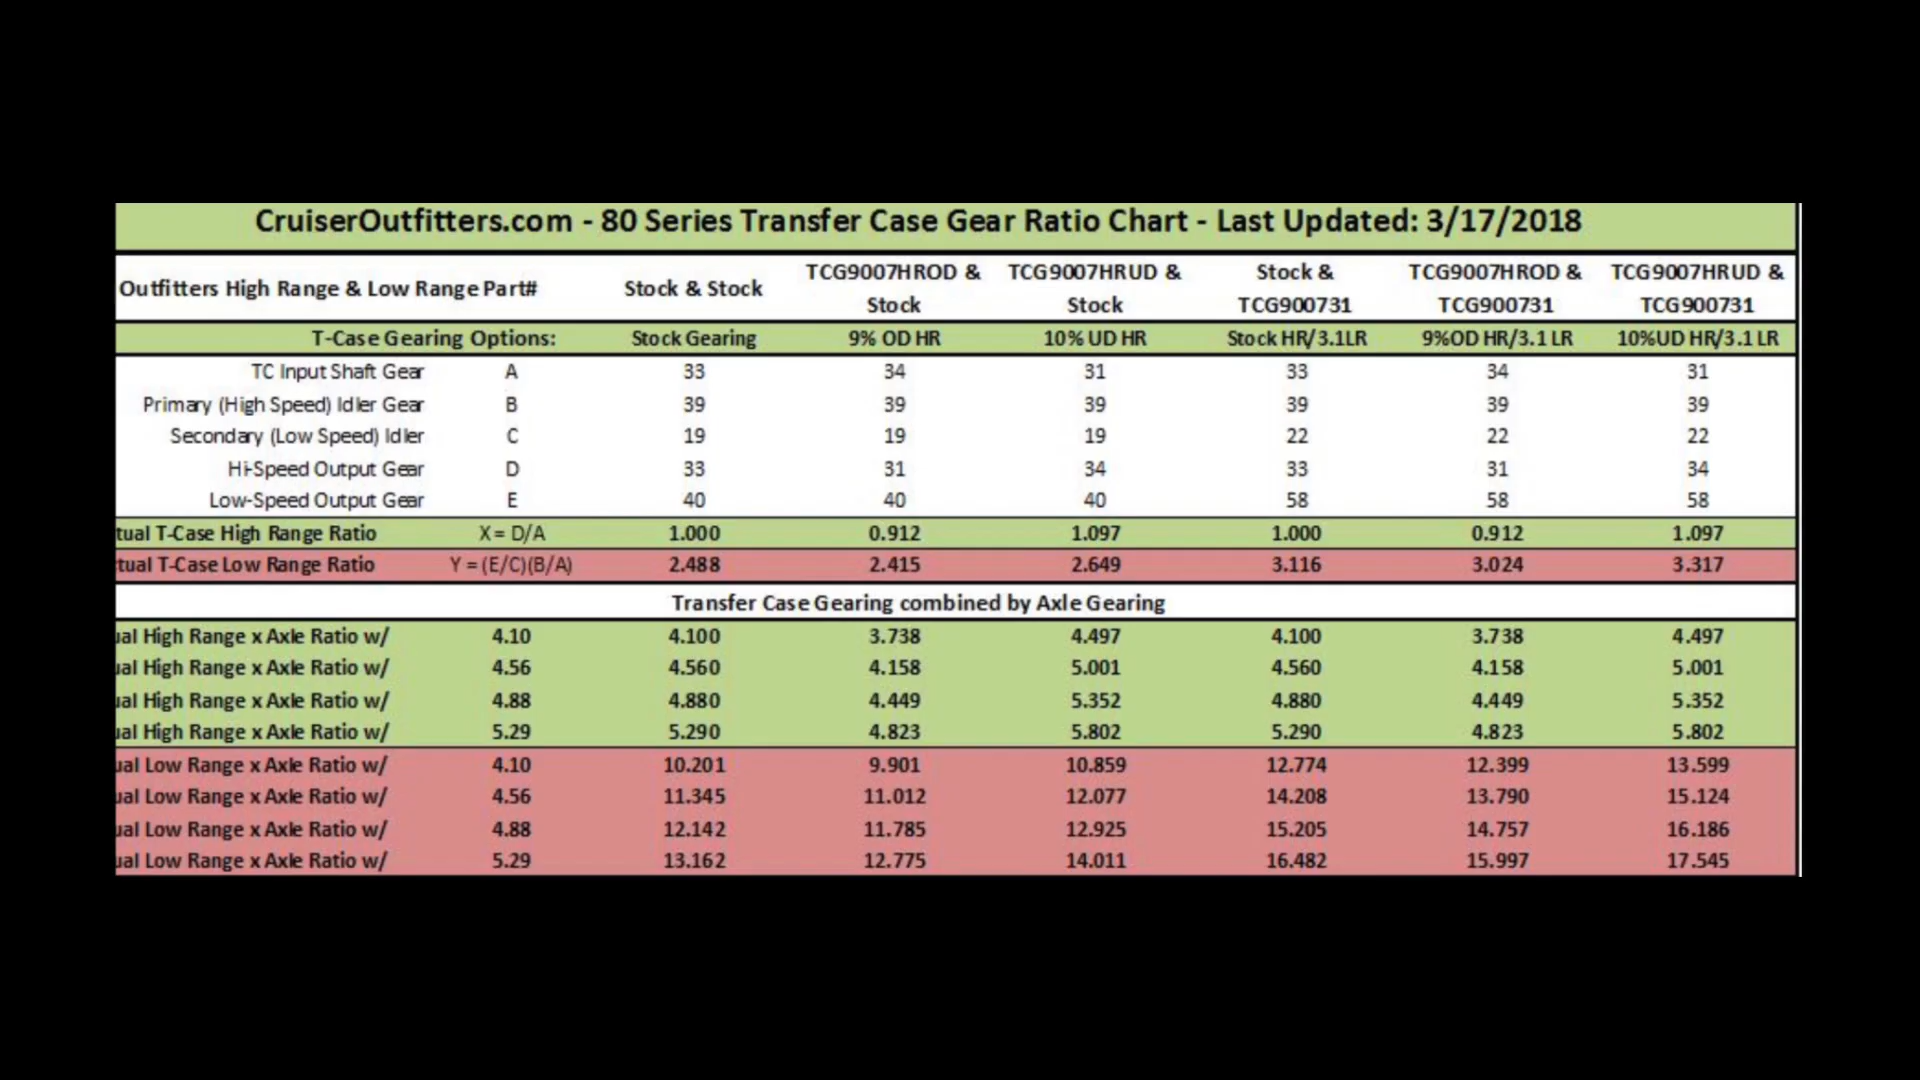 CruiserOutfitters.com - 80 Series Transfer Case Gear Ratio Chart - Last Updated: 3/17/2018
Outfitters High Range & Low Range Part# Stock & Stock TCG9007HROD & Stock TCG9007HRUD & Stock Stock & TCG900731 TCG9007HROD & TCG900731 TCG9007HRUD & TCG900731
T-Case Gearing Options: Stock Gearing 9% OD HR 10% UD HR Stock HR/3.1LR 9%OD HR/3.1 LR 10%UD HR/3.1 LR
TC Input Shaft Gear A 33 34 31 33 34 31
Primary (High Speed) Idler Gear B 39 39 39 39 39 39
Secondary (Low Speed) Idler C 19 19 19 22 22 22
Hi-Speed Output Gear D 33 31 34 33 31 34
Low-Speed Output Gear E 40 40 40 58 58 58
tual T-Case High Range Ratio X = D/A 1.000 0.912 1.097 1.000 0.912 1.097
tual T-Case Low Range Ratio Y = (E/C)(B/A) 2.488 2.415 2.649 3.116 3.024 3.317
Transfer Case Gearing combined by Axle Gearing
ual High Range x Axle Ratio w/ 4.10 4.100 3.738 4.497 4.100 3.738 4.497
ual High Range x Axle Ratio w/ 4.56 4.560 4.158 5.001 4.560 4.158 5.001
ual High Range x Axle Ratio w/ 4.88 4.880 4.449 5.352 4.880 4.449 5.352
ual High Range x Axle Ratio w/ 5.29 5.290 4.823 5.802 5.290 4.823 5.802
ual Low Range x Axle Ratio w/ 4.10 10.201 9.901 10.859 12.774 12.399 13.599
ual Low Range x Axle Ratio w/ 4.56 11.345 11.012 12.077 14.208 13.790 15.124
ual Low Range x Axle Ratio w/ 4.88 12.142 11.785 12.925 15.205 14.757 16.186
ual Low Range x Axle Ratio w/ 5.29 13.162 12.775 14.011 16.482 15.997 17.545